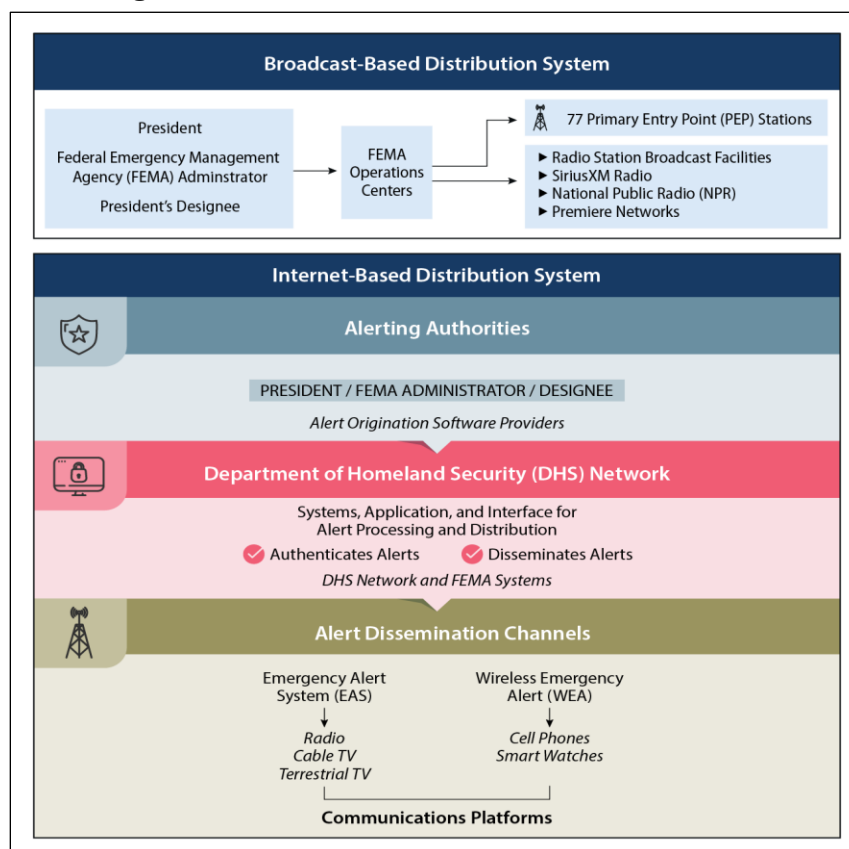 Broadcast-Based Distribution System
President
Federal Emergency Management
Agency (FEMA) Adminstrator
President's Designee
FEMA
Operations
Centers
77 Primary Entry Point (PEP) Stations
▶ Radio Station Broadcast Facilities
▶ SiriusXM Radio
▶ National Public Radio (NPR)
▶ Premiere Networks
Internet-Based Distribution System
Alerting Authorities
PRESIDENT / FEMA ADMINISTRATOR / DESIGNEE
Alert Origination Software Providers
Department of Homeland Security (DHS) Network
Systems, Application, and Interface for
Alert Processing and Distribution
Authenticates Alerts
Disseminates Alerts
DHS Network and FEMA Systems
Alert Dissemination Channels
Emergency Alert
System (EAS)
Radio
Cable TV
Terrestrial TV
Wireless Emergency
Alert (WEA)
Cell Phones
Smart Watches
Communications Platforms